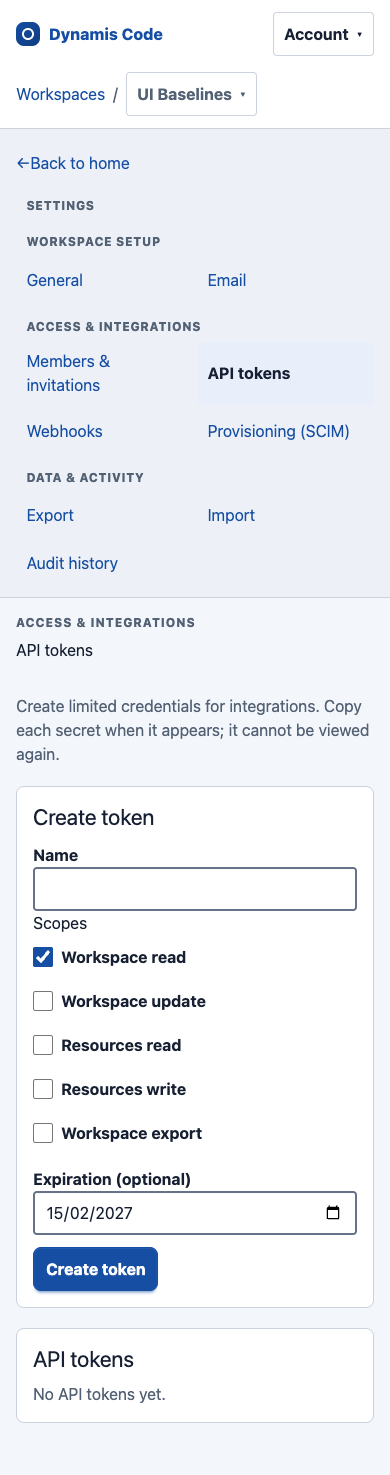 Dynamis Code
Account ▾
Workspaces / UI Baselines ▾
←Back to home
SETTINGS
WORKSPACE SETUP
General Email
ACCESS & INTEGRATIONS
Members &
invitations
API tokens
Webhooks Provisioning (SCIM)
DATA & ACTIVITY
Export Import
Audit history
ACCESS & INTEGRATIONS
API tokens
Create limited credentials for integrations. Copy
each secret when it appears; it cannot be viewed
again.
Create token
Name
Scopes
Workspace read
Workspace update
Resources read
Resources write
Workspace export
Expiration (optional)
15/02/2027
Create token
API tokens
No API tokens yet.